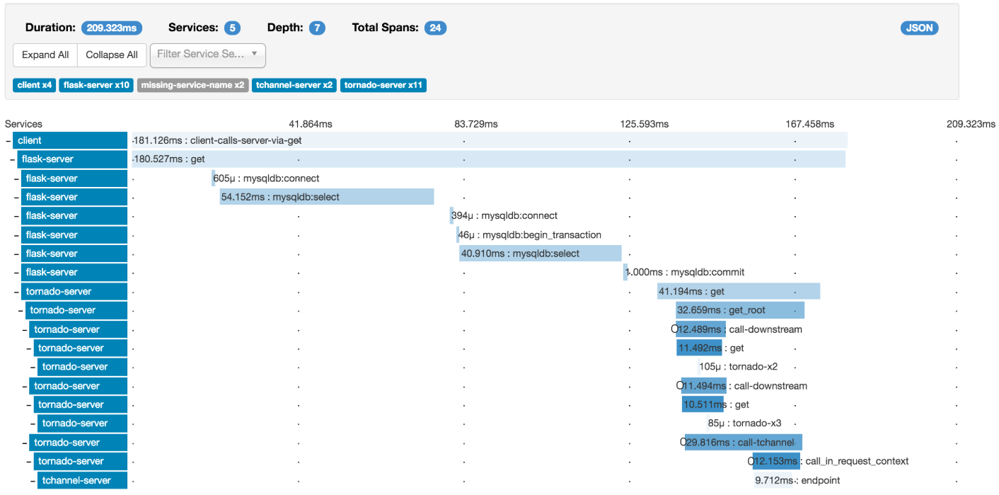 Duration: 209.323ms Services: 5 Depth: 7 Total Spans: 24 JSON
Expand All Collapse All Filter Service Se...
client x4 flask-server x10 missing-service-name x2 tchannel-server x2 tornado-server x11
Services 41.864ms 83.729ms 125.593ms 167.458ms 209.323ms
- client 181.126ms : client-calls-server-via-get
- flask-server 180.527ms : get
- flask-server 605μ : mysqldb:connect
- flask-server 54.152ms : mysqldb:select
- flask-server 394μ : mysqldb:connect
- flask-server 46μ : mysqldb:begin_transaction
- flask-server 40.910ms : mysqldb:select
- flask-server 1.000ms : mysqldb:commit
- tornado-server 41.194ms : get
- tornado-server 32.659ms : get_root
- tornado-server 12.489ms : call-downstream
- tornado-server 11.492ms : get
- tornado-server 105μ : tornado-x2
- tornado-server 11.494ms : call-downstream
- tornado-server 10.511ms : get
- tornado-server 85μ : tornado-x3
- tornado-server 29.816ms : call-tchannel
- tornado-server 12.153ms : call_in_request_context
- tchannel-server 9.712ms : endpoint